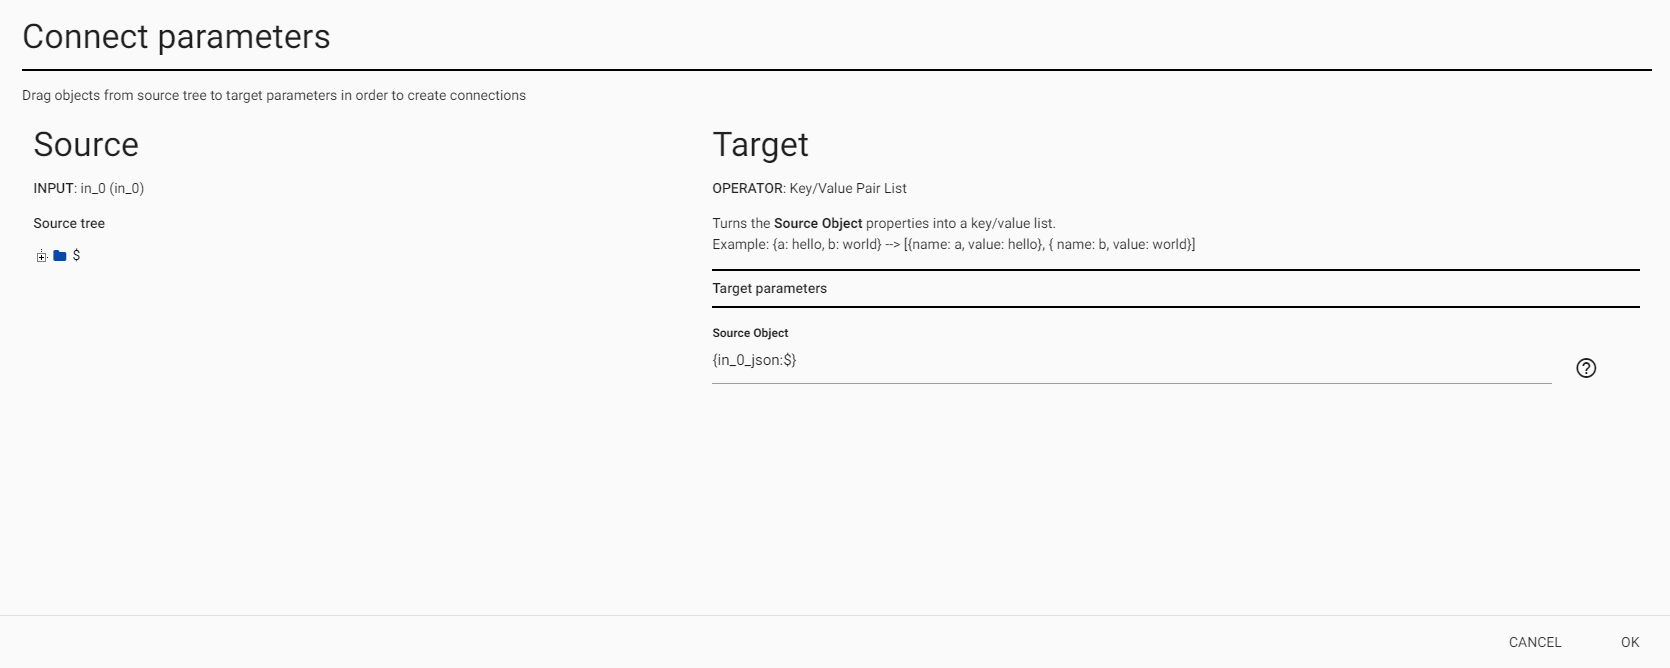 Connect parameters
Drag objects from source tree to target parameters in order to create connections
Source
INPUT: in_0 (in_0)
Source tree
$
Target
OPERATOR: Key/Value Pair List
Turns the Source Object properties into a key/value list.
Example: {a: hello, b: world} --> [{name: a, value: hello}, { name: b, value: world}]
Target parameters
Source Object
{in_0_json:$}
CANCEL
OK